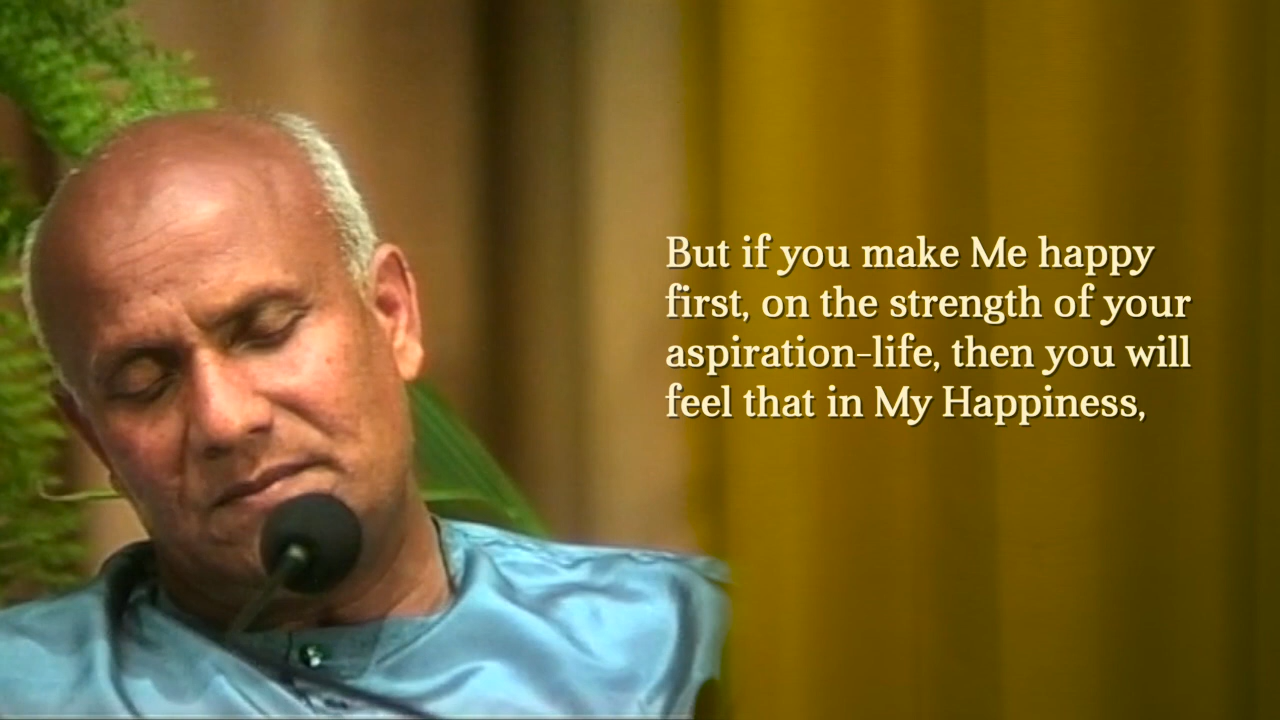 But if you make Me happy
first, on the strength of your
aspiration-life, then you will
feel that in My Happiness,